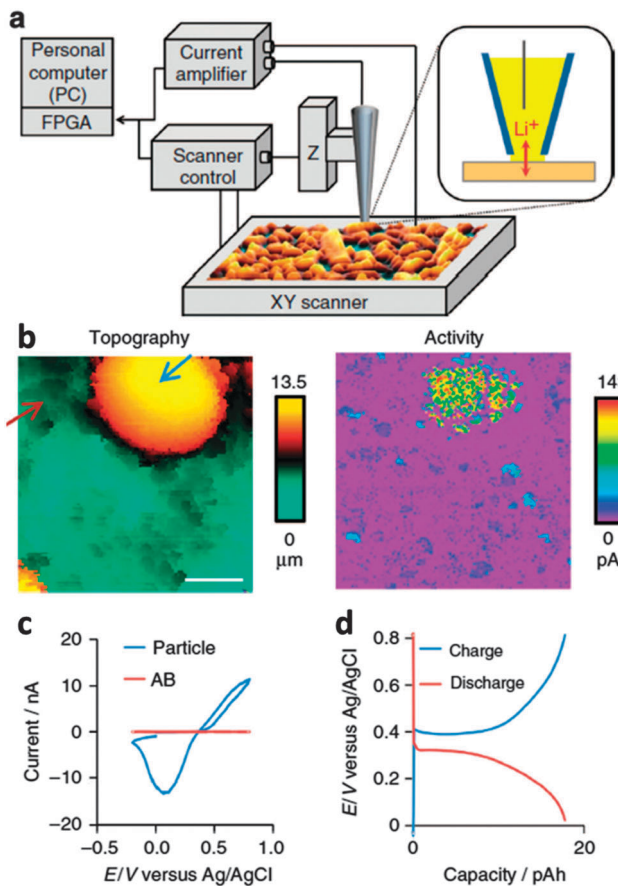 a
Personal
computer
(PC)
FPGA
Current
amplifier
Scanner
control
Z
Li+
XY scanner
b
Topography
Activity
13.5
0
μm
14
0
pA
c
20
10
0
−10
−20
Current / nA
Particle
AB
−0.5
0.0
0.5
1.0
E/V versus Ag/AgCl
d
0.8
0.6
0.4
0.2
0
E/V versus Ag/AgCl
Charge
Discharge
0
20
Capacity / pAh